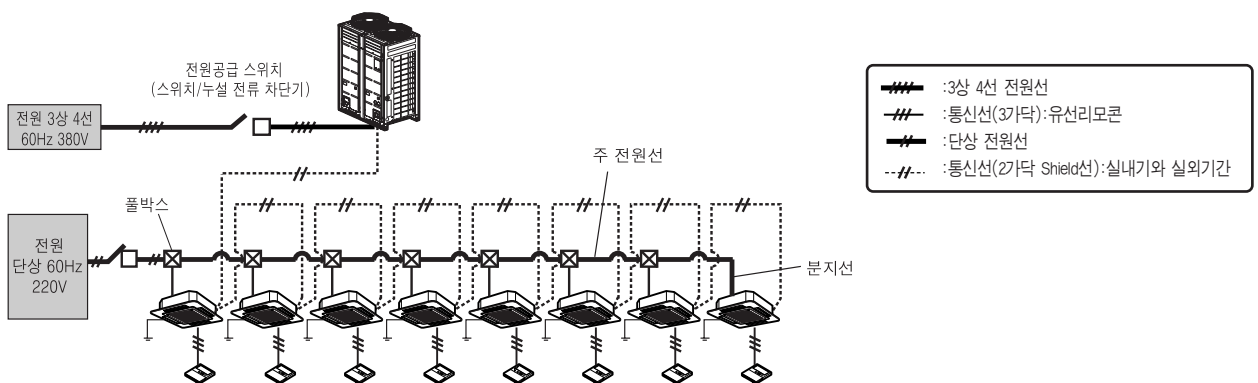 전원공급 스위치
(스위치/누설 전류 차단기)
전원 3상 4선
60Hz 380V
:3상 4선 전원선
:통신선(3가닥):유선리모콘
:단상 전원선
:통신선(2가닥 Shield선):실내기와 실외기간
주 전원선
풀박스
전원
단상 60Hz
220V
분지선